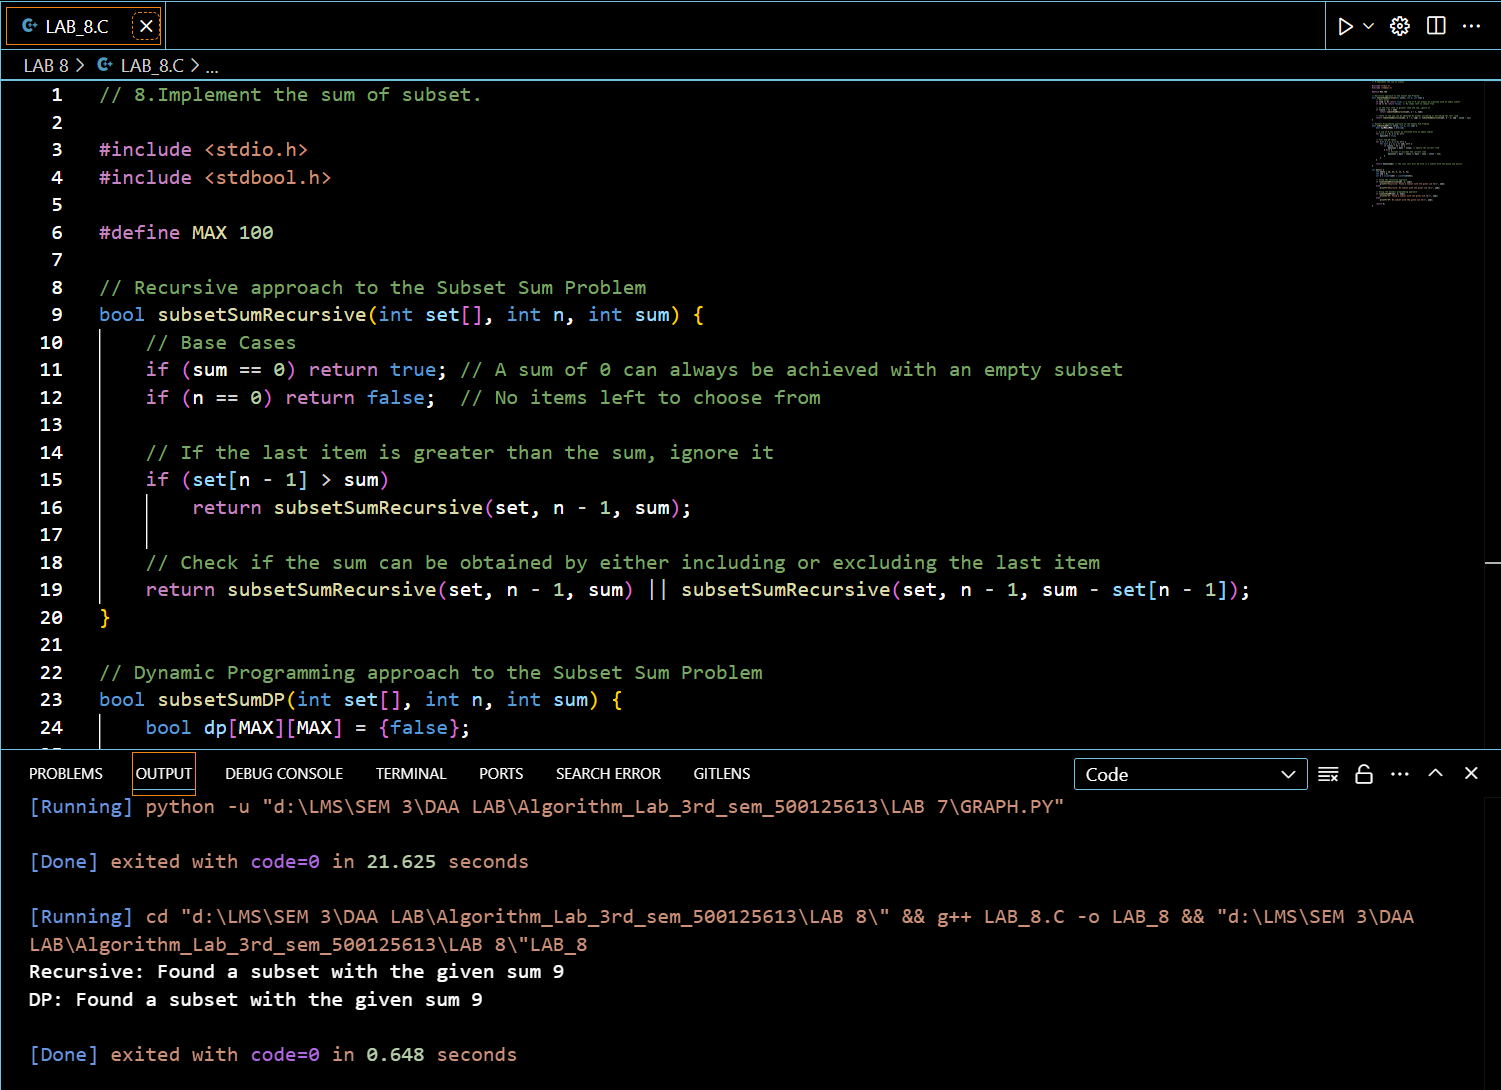 LAB_8.C
LAB 8 > LAB_8.C > ...
1 // 8.Implement the sum of subset.
2
3 #include <stdio.h>
4 #include <stdbool.h>
5
6 #define MAX 100
7
8 // Recursive approach to the Subset Sum Problem
9 bool subsetSumRecursive(int set[], int n, int sum) {
10 // Base Cases
11 if (sum == 0) return true; // A sum of 0 can always be achieved with an empty subset
12 if (n == 0) return false; // No items left to choose from
13
14 // If the last item is greater than the sum, ignore it
15 if (set[n - 1] > sum)
16 return subsetSumRecursive(set, n - 1, sum);
17
18 // Check if the sum can be obtained by either including or excluding the last item
19 return subsetSumRecursive(set, n - 1, sum) || subsetSumRecursive(set, n - 1, sum - set[n - 1]);
20 }
21
22 // Dynamic Programming approach to the Subset Sum Problem
23 bool subsetSumDP(int set[], int n, int sum) {
24 bool dp[MAX][MAX] = {false};
PROBLEMS OUTPUT DEBUG CONSOLE TERMINAL PORTS SEARCH ERROR GITLENS Code
[Running] python -u "d:\LMS\SEM 3\DAA LAB\Algorithm_Lab_3rd_sem_500125613\LAB 7\GRAPH.PY"
[Done] exited with code=0 in 21.625 seconds
[Running] cd "d:\LMS\SEM 3\DAA LAB\Algorithm_Lab_3rd_sem_500125613\LAB 8\" && g++ LAB_8.C -o LAB_8 && "d:\LMS\SEM 3\DAA
LAB\Algorithm_Lab_3rd_sem_500125613\LAB 8\"LAB_8
Recursive: Found a subset with the given sum 9
DP: Found a subset with the given sum 9
[Done] exited with code=0 in 0.648 seconds